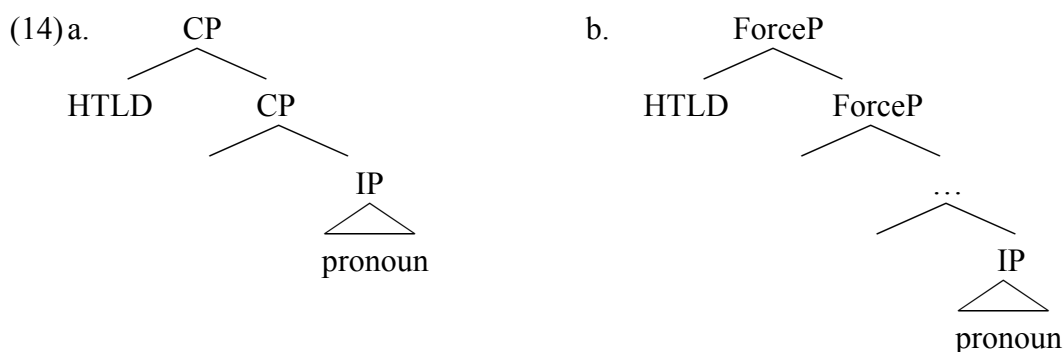 (14) a. CP b. ForceP
HTLD CP HTLD ForceP
IP …
pronoun IP
pronoun